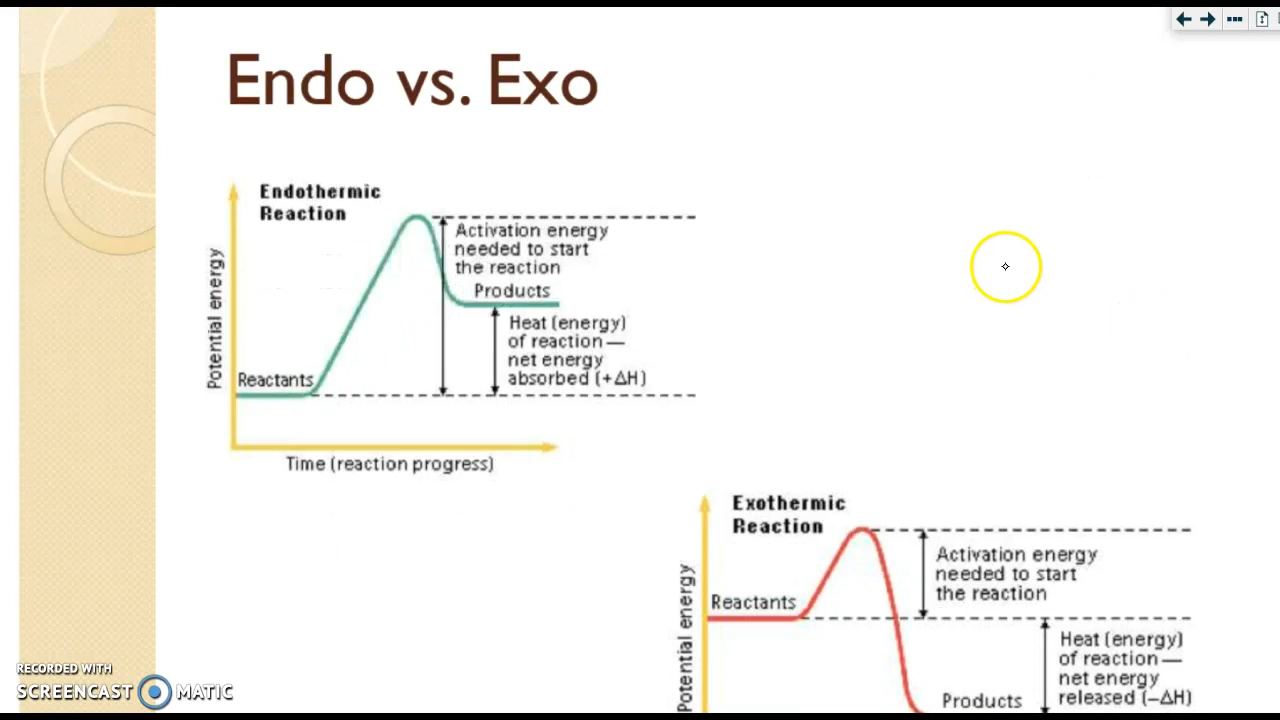 Endo vs. Exo
Endothermic
Reaction
Activation energy
needed to start
the reaction
Products
Heat (energy)
of reaction—
net energy
absorbed (+ΔH)
Reactants
Potential energy
Time (reaction progress)
Exothermic
Reaction
Activation energy
needed to start
the reaction
Reactants
Heat (energy)
of reaction—
net energy
released (−ΔH)
Products
Potential energy
RECORDED WITH
SCREENCAST MATIC